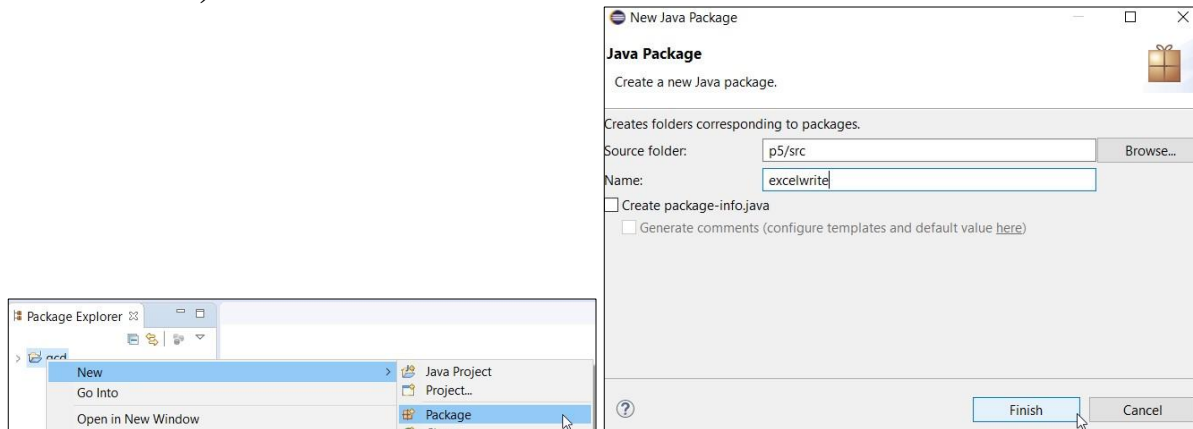 New Java Package
Java Package
Create a new Java package.
Creates folders corresponding to packages.
Source folder: p5/src Browse...
Name: excelwrite
Create package-info.java
Generate comments (configure templates and default value here)
Finish Cancel
Package Explorer
New
Go Into
Open in New Window
Java Project
Project...
Package